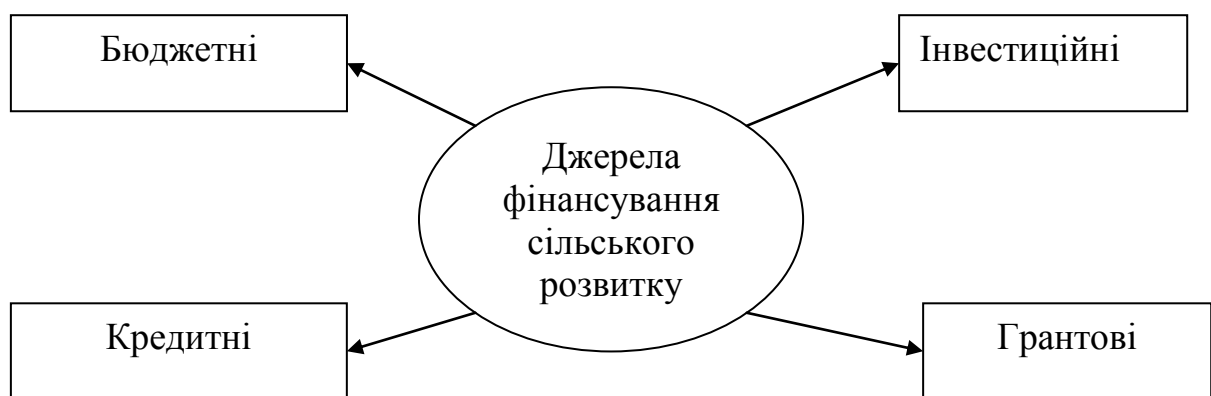 Бюджетні
Інвестиційні
Джерела
фінансування
сільського
розвитку
Кредитні
Грантові